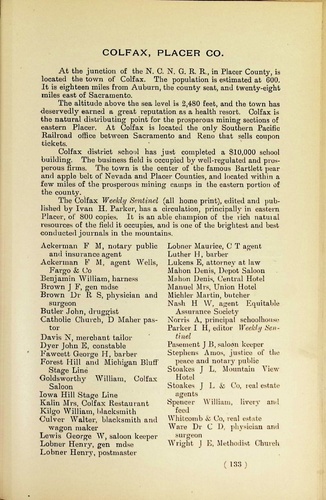 COLFAX, PLACER CO.
At the junction of the N. C. N. G. R. R., in Placer County, is
located the town of Colfax. The population is estimated at 600.
It is eighteen miles from Auburn, the county seat, and twenty-eight
miles east of Sacramento.
The altitude above the sea level is 2,480 feet, and the town has
deservedly earned a great reputation as a health resort. Colfax is
the natural distributing point for the prosperous mining sections of
eastern Placer. At Colfax is located the only Southern Pacific
Railroad office between Sacramento and Reno that sells coupon
tickets.
Colfax district school has just completed a $10,000 school
building. The business field is occupied by well-regulated and pros-
perous firms. The town is the center of the famous Bartlett pear
and apple belt of Nevada and Placer Counties, and located within a
few miles of the prosperous mining camps in the eastern portion of
the county.
The Colfax Weekly Sentinel (all home print), edited and pub-
lished by Ivan H. Parker, has a circulation, principally in eastern
Placer, of 800 copies. It is an able champion of the rich natural
resources of the field it occupies, and is one of the brightest and best
conducted journals in the mountains.
Ackerman F M, notary public
and insurance agent
Ackerman F. M, agent Wells,
Fargo & Co
Benjamin William, harness
Brown J F, gen mdse
Brown Dr R S, physician and
surgeon
Butler John, druggist
Catholic Church, D Maher pas-
tor
Davis N, merchant tailor
Dyer John E, constable
Fawcett George H, barber
Forest Hill and Michigan Bluff
Stage Line
Goldsworthy William, Colfax
Saloon
Iowa Hill Stage Line
Kalin Mrs, Colfax Restaurant
Kilgo William, blacksmith
Culver Walter, blacksmith and
wagon maker
Lewis George W, saloon keeper
Lobner Henry, gen mdse
Lobner Henry, postmaster
Lobner Maurice, C T agent
Luther H, barber
Lukens E, attorney at law
Mahon Denis, Depot Saloon
Mahon Denis, Central Hotel
Manuel Mrs, Union Hotel
Michler Martin, butcher
Nash H W, agent Equitable
Assurance Society
Norris A, principal schoolhouse
Parker I H, editor Weekly Sen-
tinel
Pasement J B, saloon keeper
Stephens Amos, justice of the
peace and notary public
Stoakes J L, Mountain View
Hotel
Stoakes J L & Co, real estate
agents
Spencer William, livery and
feed
Whitcomb & Co, real estate
Ware Dr C D, physician and
surgeon
Wright J E, Methodist Church
( 133 )